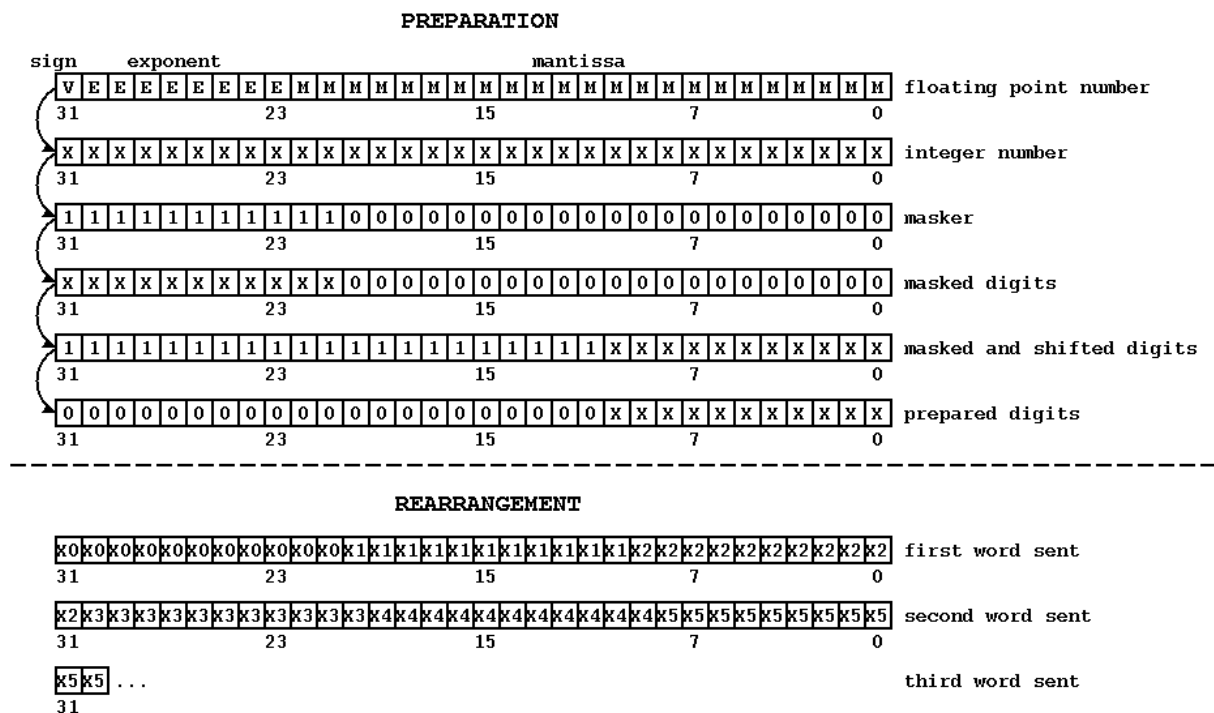 PREPARATION
sign exponent mantissa
V E E E E E E E E M M M M M M M M M M M M M M M M M M M M M M M floating point number
31 23 15 7 0
X X X X X X X X X X X X X X X X X X X X X X X X X X X X X X X X integer number
31 23 15 7 0
1 1 1 1 1 1 1 1 1 1 1 0 0 0 0 0 0 0 0 0 0 0 0 0 0 0 0 0 0 0 0 0 masker
31 23 15 7 0
X X X X X X X X X X X 0 0 0 0 0 0 0 0 0 0 0 0 0 0 0 0 0 0 0 0 0 masked digits
31 23 15 7 0
1 1 1 1 1 1 1 1 1 1 1 1 1 1 1 1 1 1 1 1 1 X X X X X X X X X X X masked and shifted digits
31 23 15 7 0
0 0 0 0 0 0 0 0 0 0 0 0 0 0 0 0 0 0 0 0 0 X X X X X X X X X X X prepared digits
31 23 15 7 0
REARRANGEMENT
X0 X0 X0 X0 X0 X0 X0 X0 X0 X0 X0 X1 X1 X1 X1 X1 X1 X1 X1 X1 X1 X1 X2 X2 X2 X2 X2 X2 X2 X2 X2 X2 first word sent
31 23 15 7 0
X2 X3 X3 X3 X3 X3 X3 X3 X3 X3 X3 X3 X4 X4 X4 X4 X4 X4 X4 X4 X4 X4 X4 X5 X5 X5 X5 X5 X5 X5 X5 X5 second word sent
31 23 15 7 0
X5 X5 ... third word sent
31